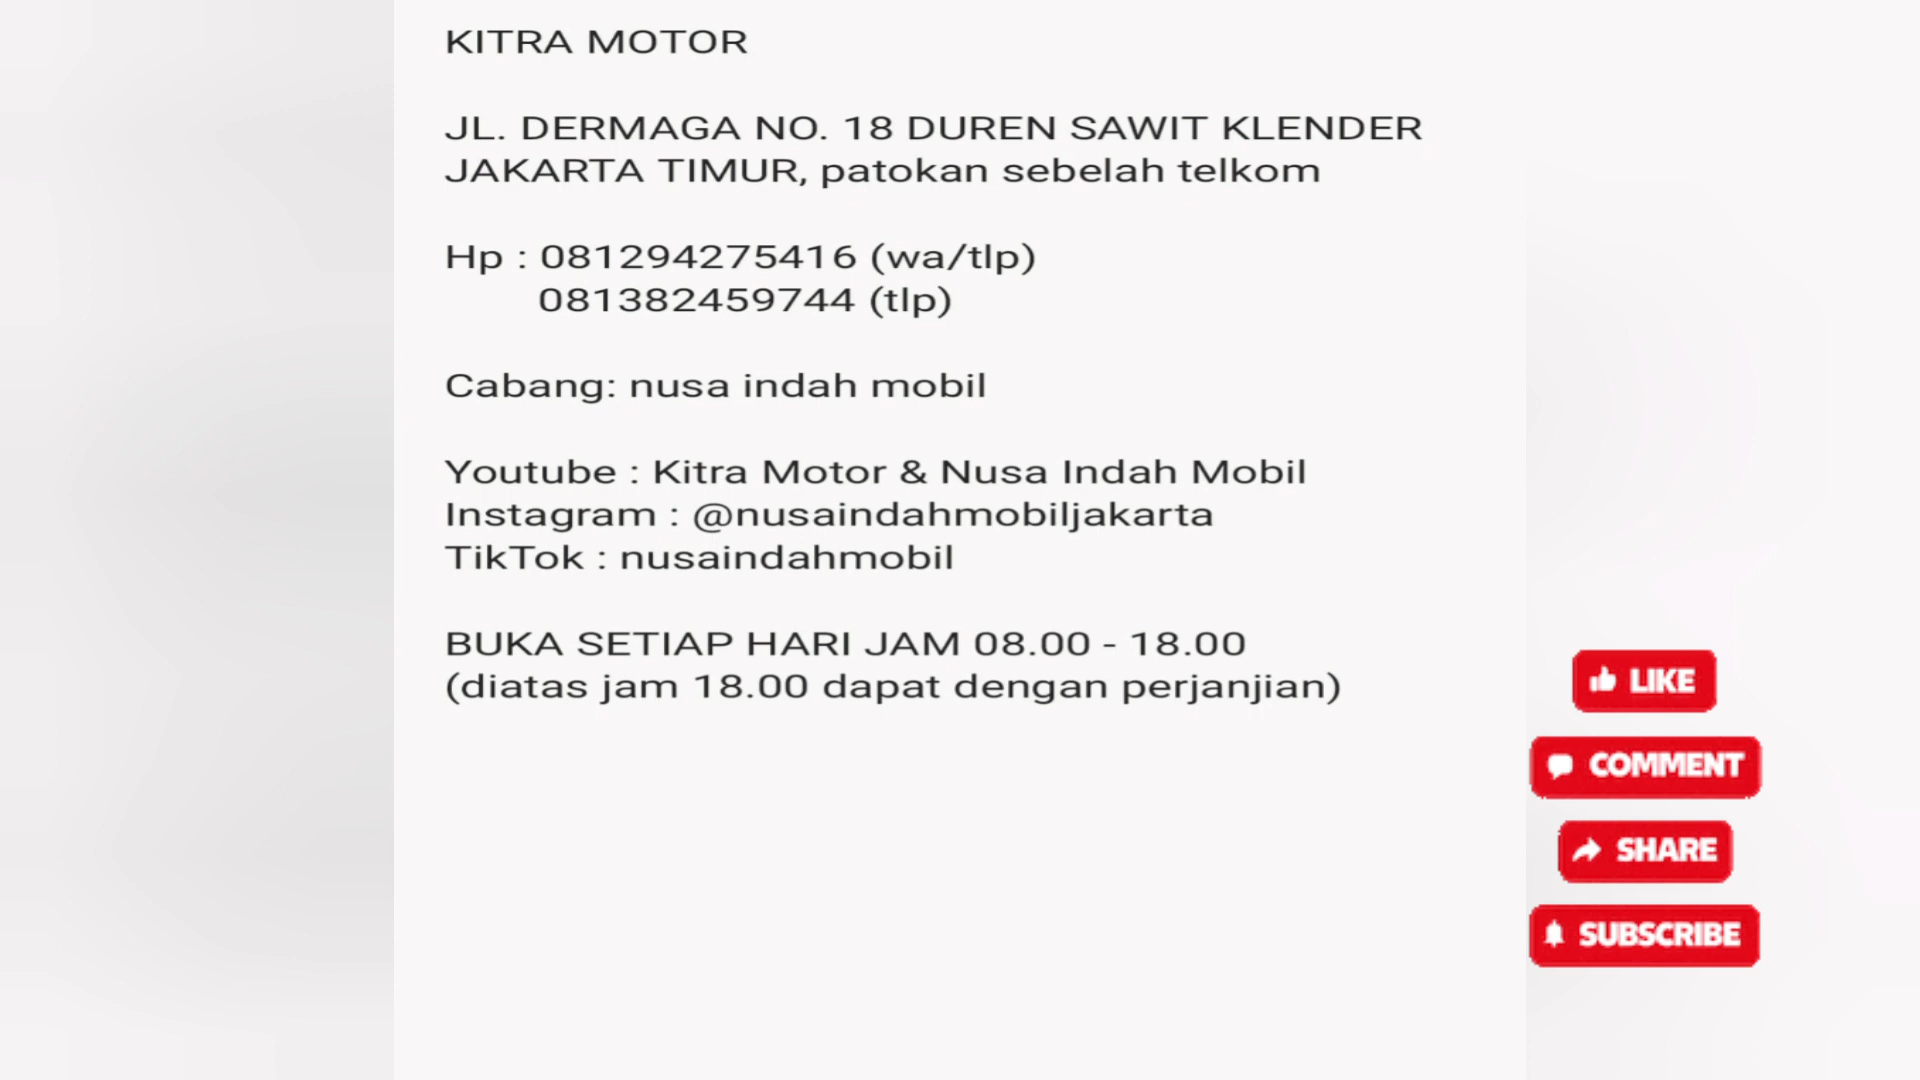 KITRA MOTOR
JL. DERMAGA NO. 18 DUREN SAWIT KLENDER
JAKARTA TIMUR, patokan sebelah telkom
Hp : 081294275416 (wa/tlp)
081382459744 (tlp)
Cabang: nusa indah mobil
Youtube : Kitra Motor & Nusa Indah Mobil
Instagram : @nusaindahmobiljakarta
TikTok : nusaindahmobil
BUKA SETIAP HARI JAM 08.00 - 18.00
(diatas jam 18.00 dapat dengan perjanjian)
LIKE
COMMENT
SHARE
SUBSCRIBE